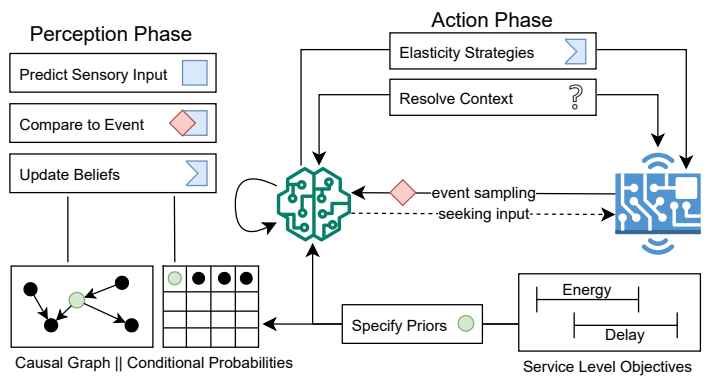 Perception Phase
Action Phase
Predict Sensory Input
Compare to Event
Update Beliefs
Elasticity Strategies
Resolve Context
?
event sampling
seeking input
Specify Priors
Energy
Delay
Causal Graph || Conditional Probabilities
Service Level Objectives